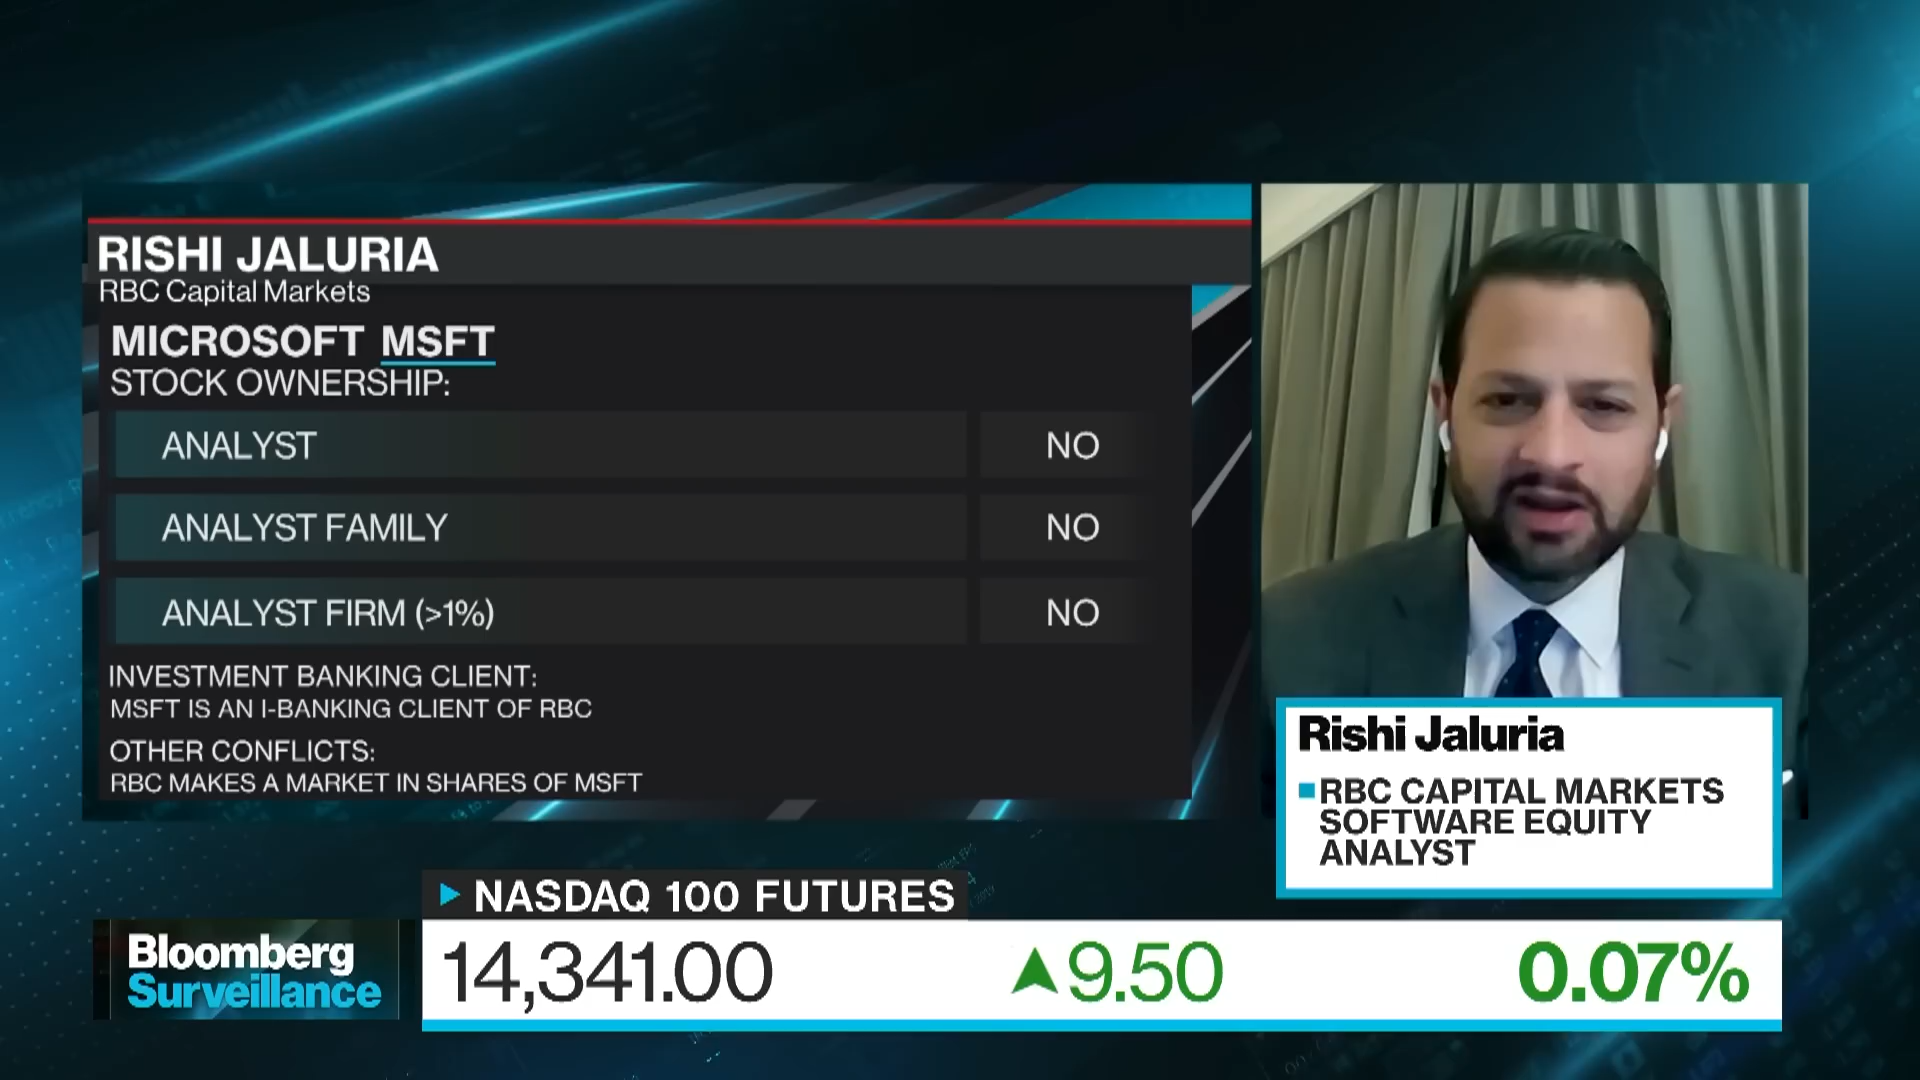 RISHI JALURIA
RBC Capital Markets
MICROSOFT MSFT
STOCK OWNERSHIP:
ANALYST NO
ANALYST FAMILY NO
ANALYST FIRM (>1%) NO
INVESTMENT BANKING CLIENT:
MSFT IS AN I-BANKING CLIENT OF RBC
OTHER CONFLICTS:
RBC MAKES A MARKET IN SHARES OF MSFT
Rishi Jaluria
RBC CAPITAL MARKETS
SOFTWARE EQUITY
ANALYST
NASDAQ 100 FUTURES
14,341.00 ▲9.50 0.07%
Bloomberg
Surveillance